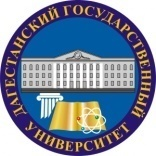 ДАГЕСТАНСКИЙ ГОСУДАРСТВЕННЫЙ
УНИВЕРСИТЕТ